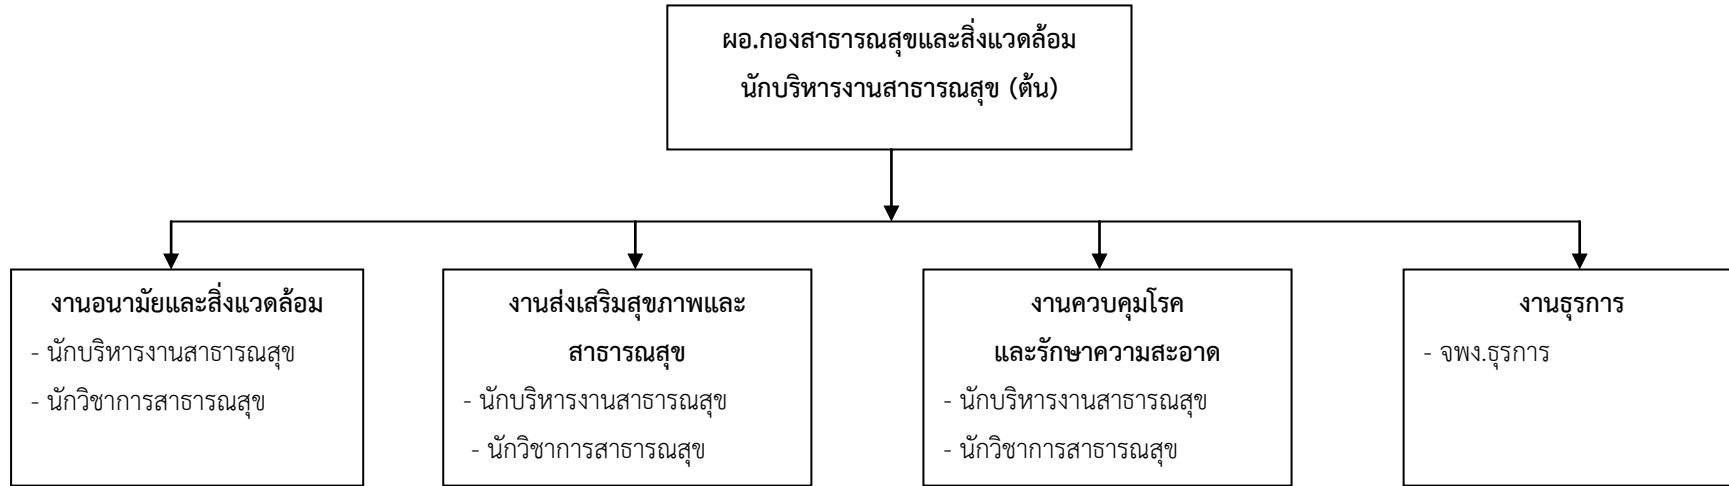 ผอ.กองสาธารณสุขและสิ่งแวดล้อม
นักบริหารงานสาธารณสุข (ต้น)
งานอนามัยและสิ่งแวดล้อม
- นักบริหารงานสาธารณสุข
- นักวิชาการสาธารณสุข
งานส่งเสริมสุขภาพและ
สาธารณสุข
- นักบริหารงานสาธารณสุข
- นักวิชาการสาธารณสุข
งานควบคุมโรค
และรักษาความสะอาด
- นักบริหารงานสาธารณสุข
- นักวิชาการสาธารณสุข
งานธุรการ
- จพง.ธุรการ